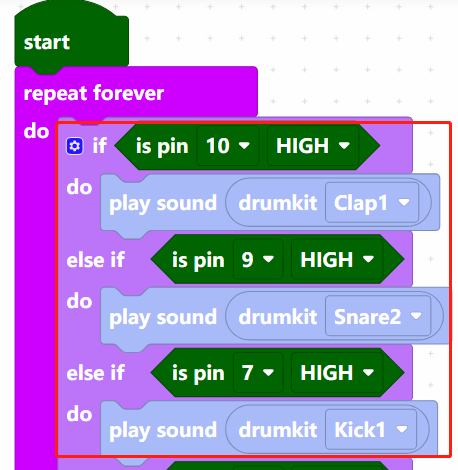 start
repeat forever
do if is pin 10 HIGH
do play sound drumkit Clap1
else if is pin 9 HIGH
do play sound drumkit Snare2
else if is pin 7 HIGH
do play sound drumkit Kick1